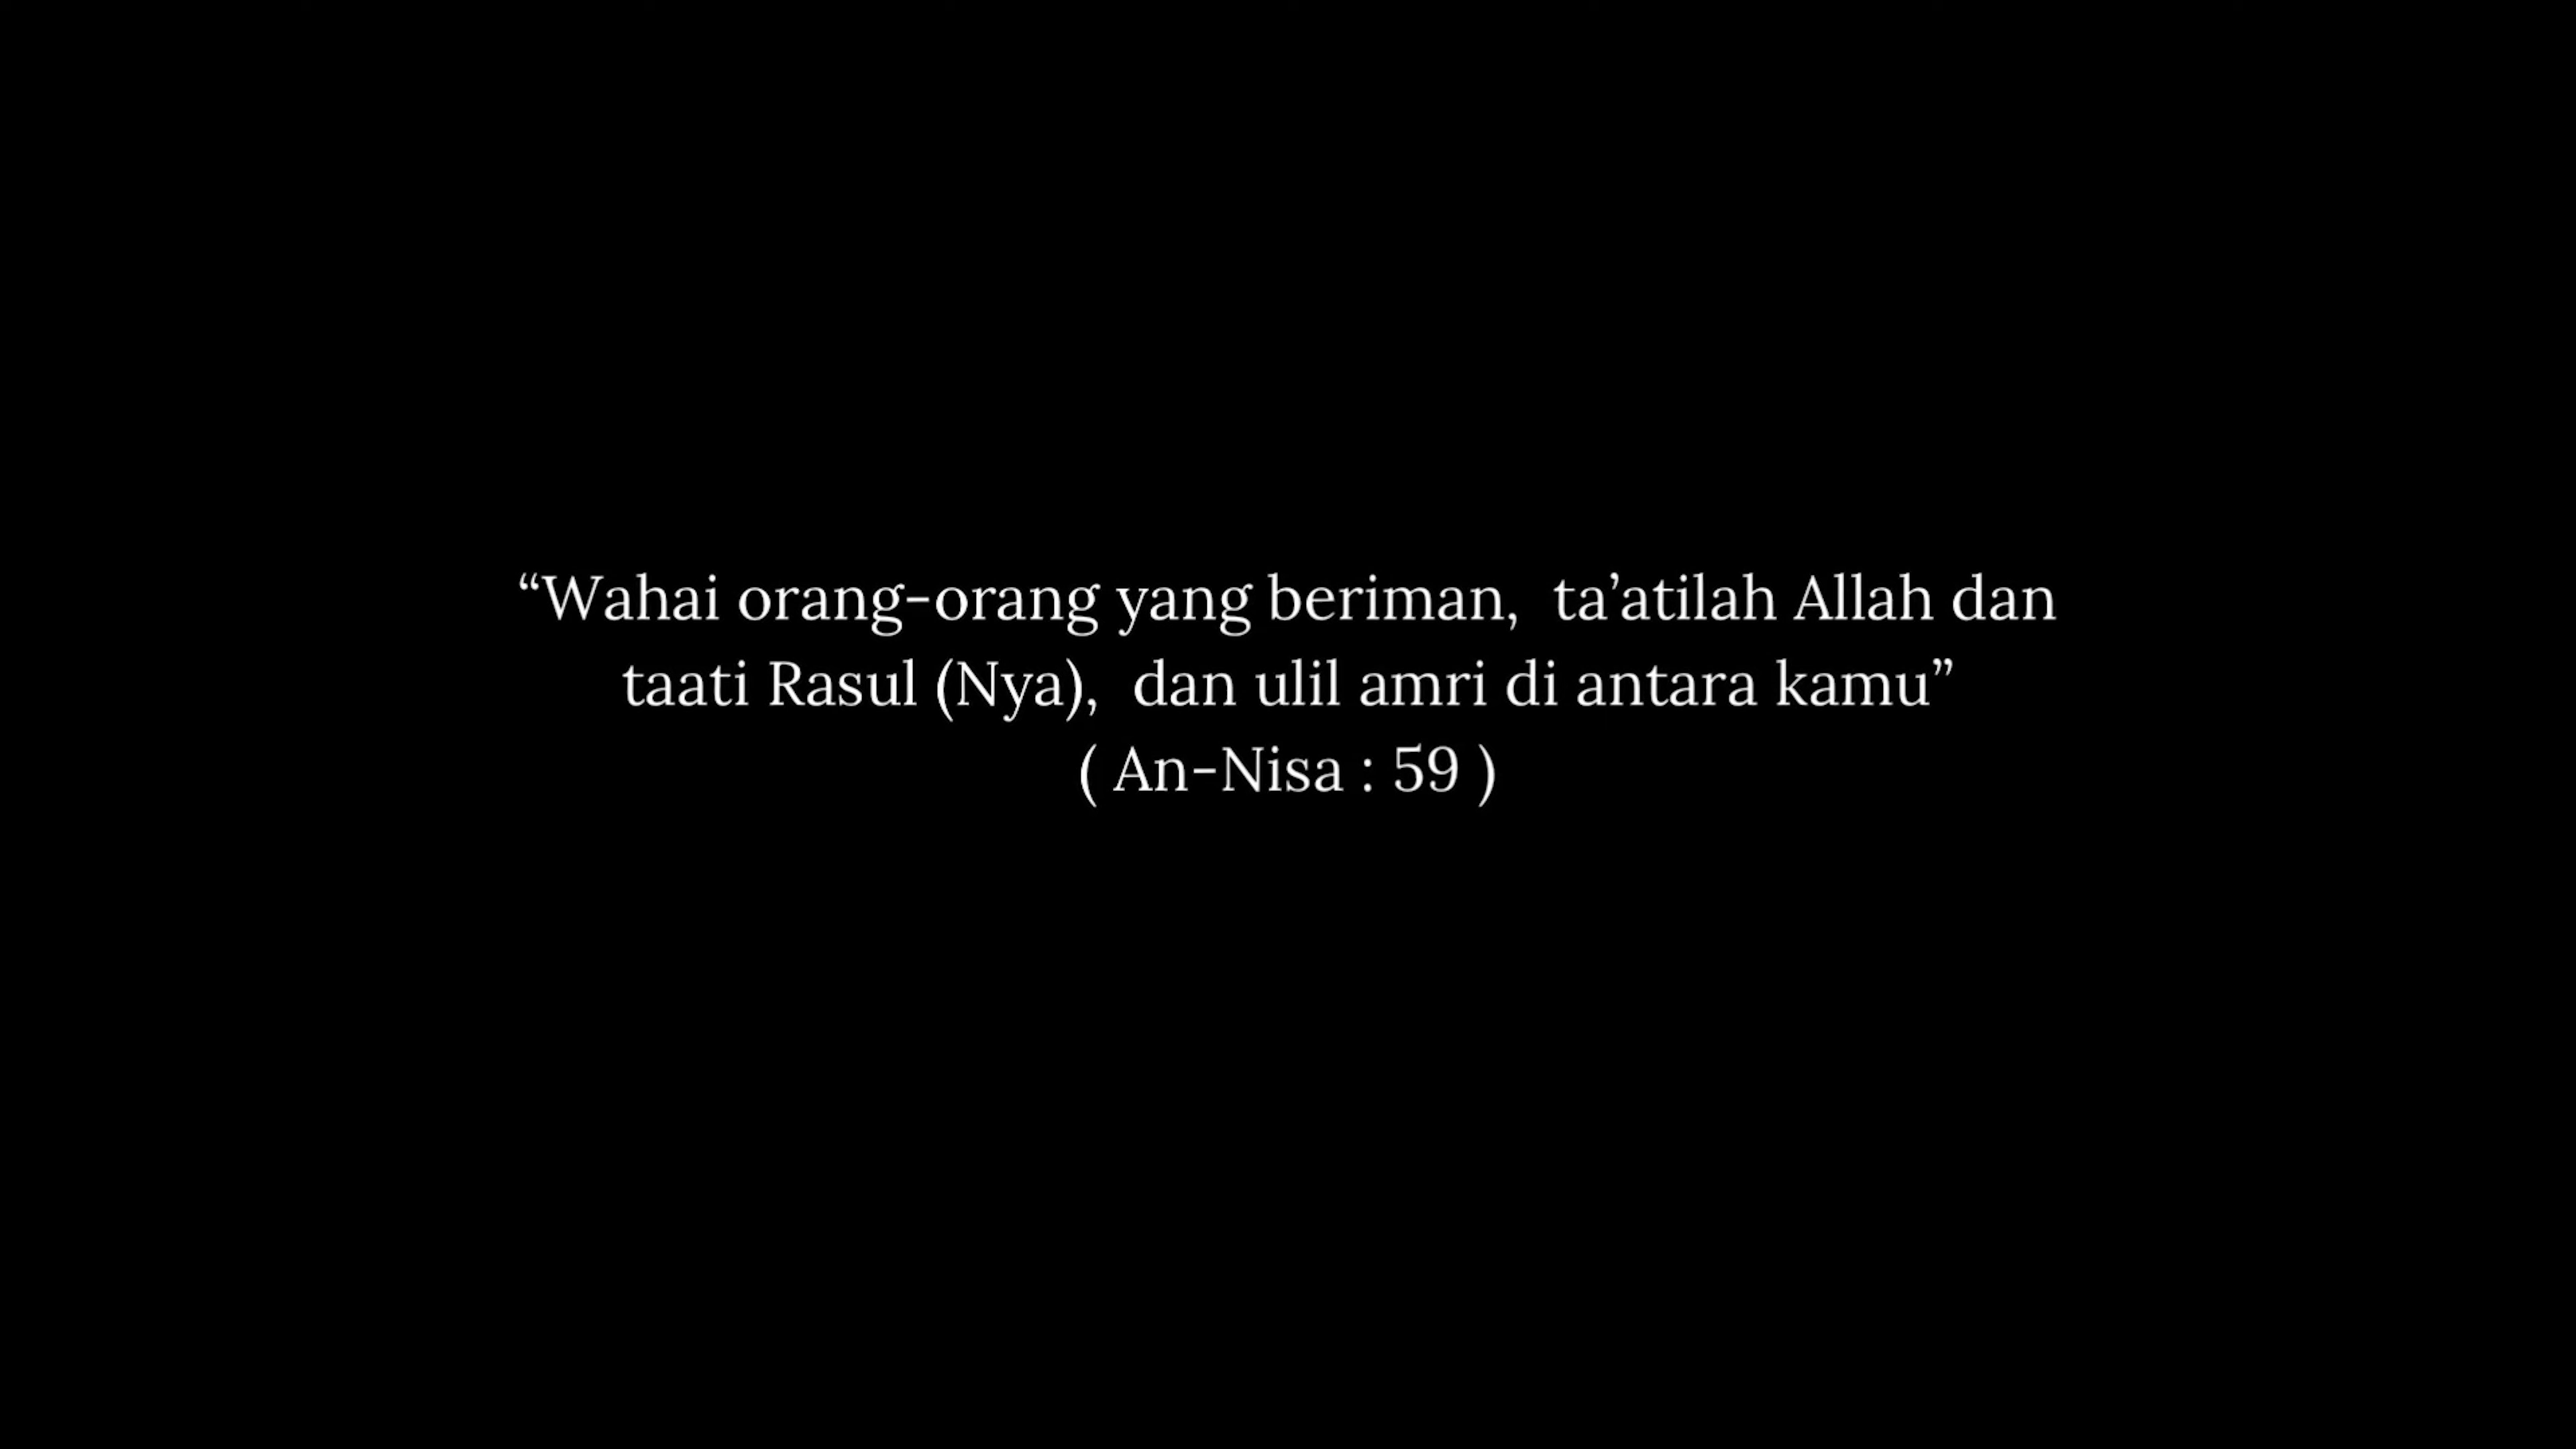 “Wahai orang-orang yang beriman,  ta’atilah Allah dan
taati Rasul (Nya),  dan ulil amri di antara kamu”
( An-Nisa : 59 )